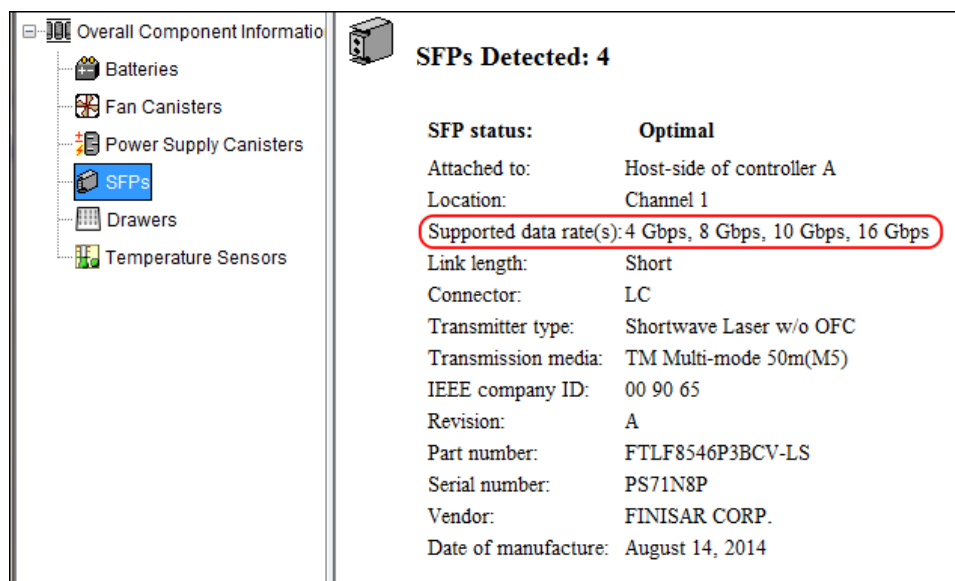 Overall Component Informatio
Batteries
Fan Canisters
Power Supply Canisters
SFPs
Drawers
Temperature Sensors
SFPs Detected: 4
SFP status: Optimal
Attached to: Host-side of controller A
Location: Channel 1
Supported data rate(s): 4 Gbps, 8 Gbps, 10 Gbps, 16 Gbps
Link length: Short
Connector: LC
Transmitter type: Shortwave Laser w/o OFC
Transmission media: TM Multi-mode 50m(M5)
IEEE company ID: 00 90 65
Revision: A
Part number: FTLF8546P3BCV-LS
Serial number: PS71N8P
Vendor: FINISAR CORP.
Date of manufacture: August 14, 2014